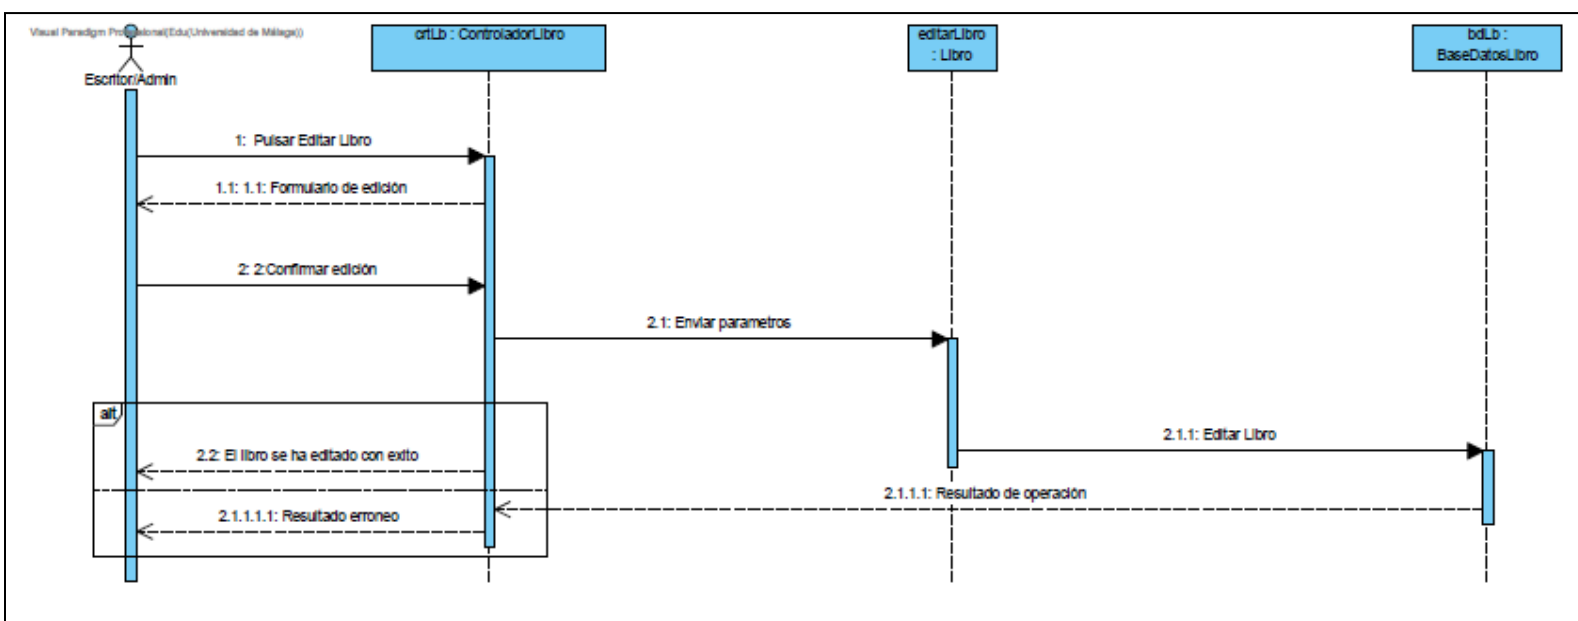 Visual Paradigm Professional(Edu(Universidad de Málaga))
Escritor/Admin
crtLb : ControladorLibro
editarLibro
: Libro
bdLb :
BaseDatosLibro
1: Pulsar Editar Libro
1.1: 1.1: Formulario de edición
2: 2:Confirmar edición
2.1: Enviar parametros
alt
2.1.1: Editar Libro
2.2: El libro se ha editado con exito
2.1.1.1: Resultado de operación
2.1.1.1.1: Resultado erroneo